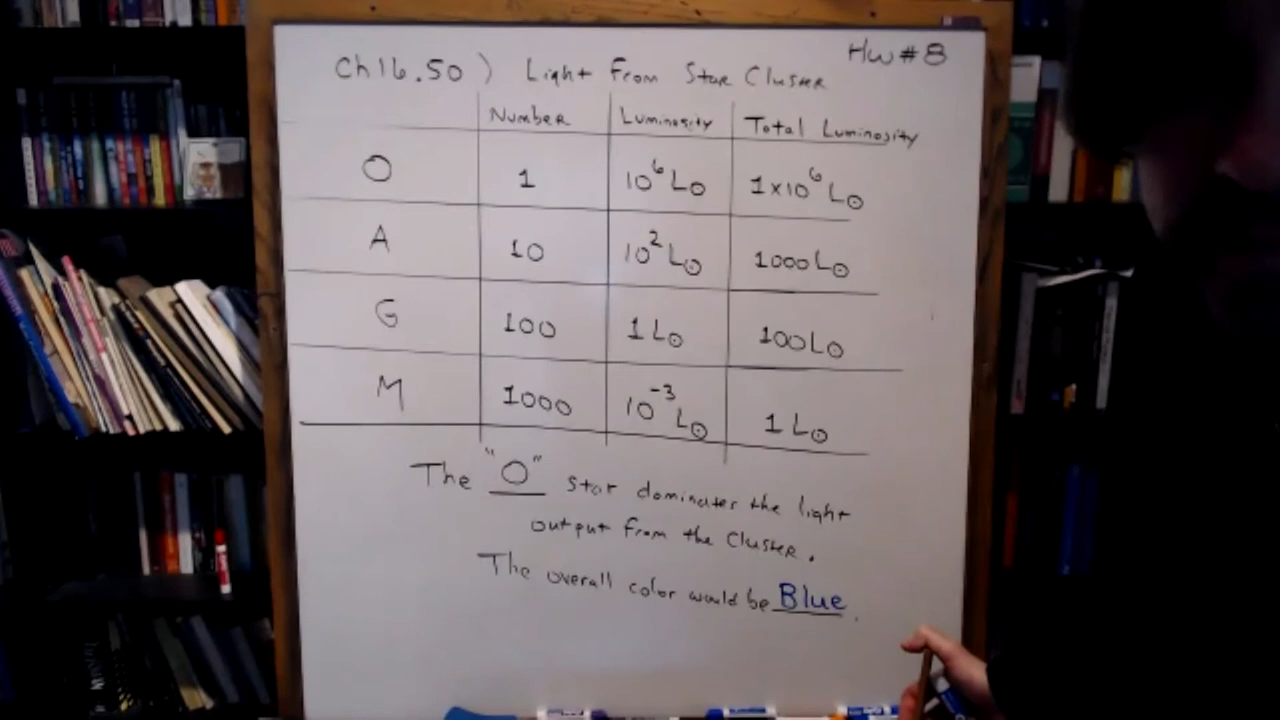 Hw#8
Ch16.50) Light From Star Cluster
Number Luminosity Total Luminosity
O 1 10⁶ L⊙ 1x10⁶ L⊙
A 10 10² L⊙ 1000 L⊙
G 100 1 L⊙ 100 L⊙
M 1000 10⁻³ L⊙ 1 L⊙
The "O" star dominates the light
output from the Cluster.
The overall color would be Blue.